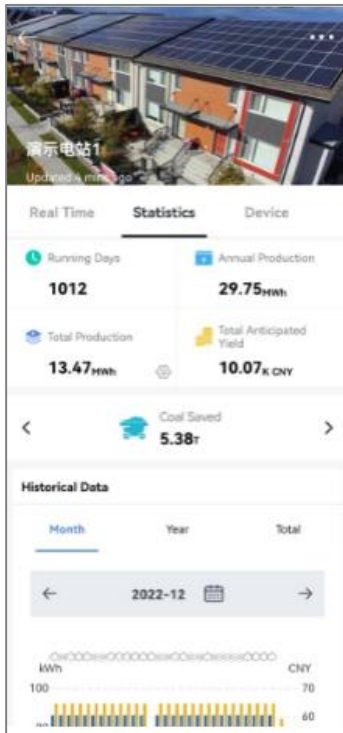 演示电站1
Updated 4 mins ago
Real Time Statistics Device
Running Days Annual Production
1012 29.75MWh
Total Production Total Anticipated Yield
13.47MWh 10.07K CNY
Coal Saved
5.38T
Historical Data
Month Year Total
2022-12
kWh CNY
100 70
60